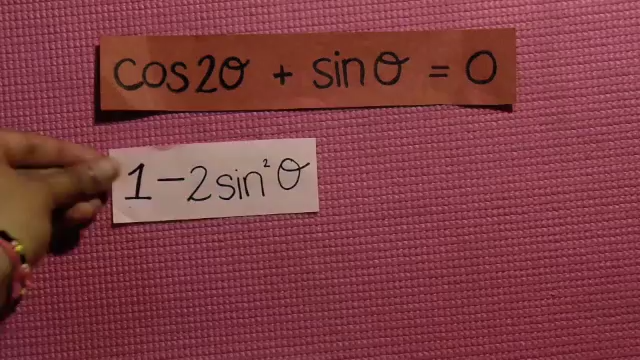 cos2θ + sinθ = 0
1 - 2sin²θ